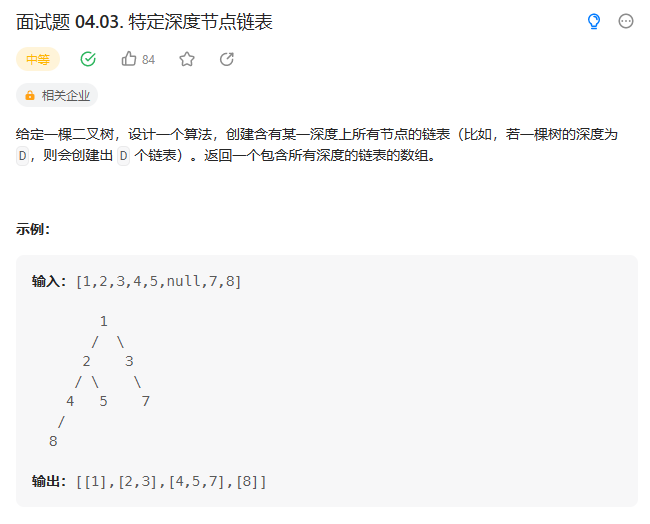 面试题 04.03. 特定深度节点链表
中等 84
相关企业
给定一棵二叉树，设计一个算法，创建含有某一深度上所有节点的链表（比如，若一棵树的深度为
D，则会创建出 D 个链表）。返回一个包含所有深度的链表的数组。
示例：
输入：[1,2,3,4,5,null,7,8]
1
/ \
2 3
/ \ \
4 5 7
/
8
输出：[[1],[2,3],[4,5,7],[8]]